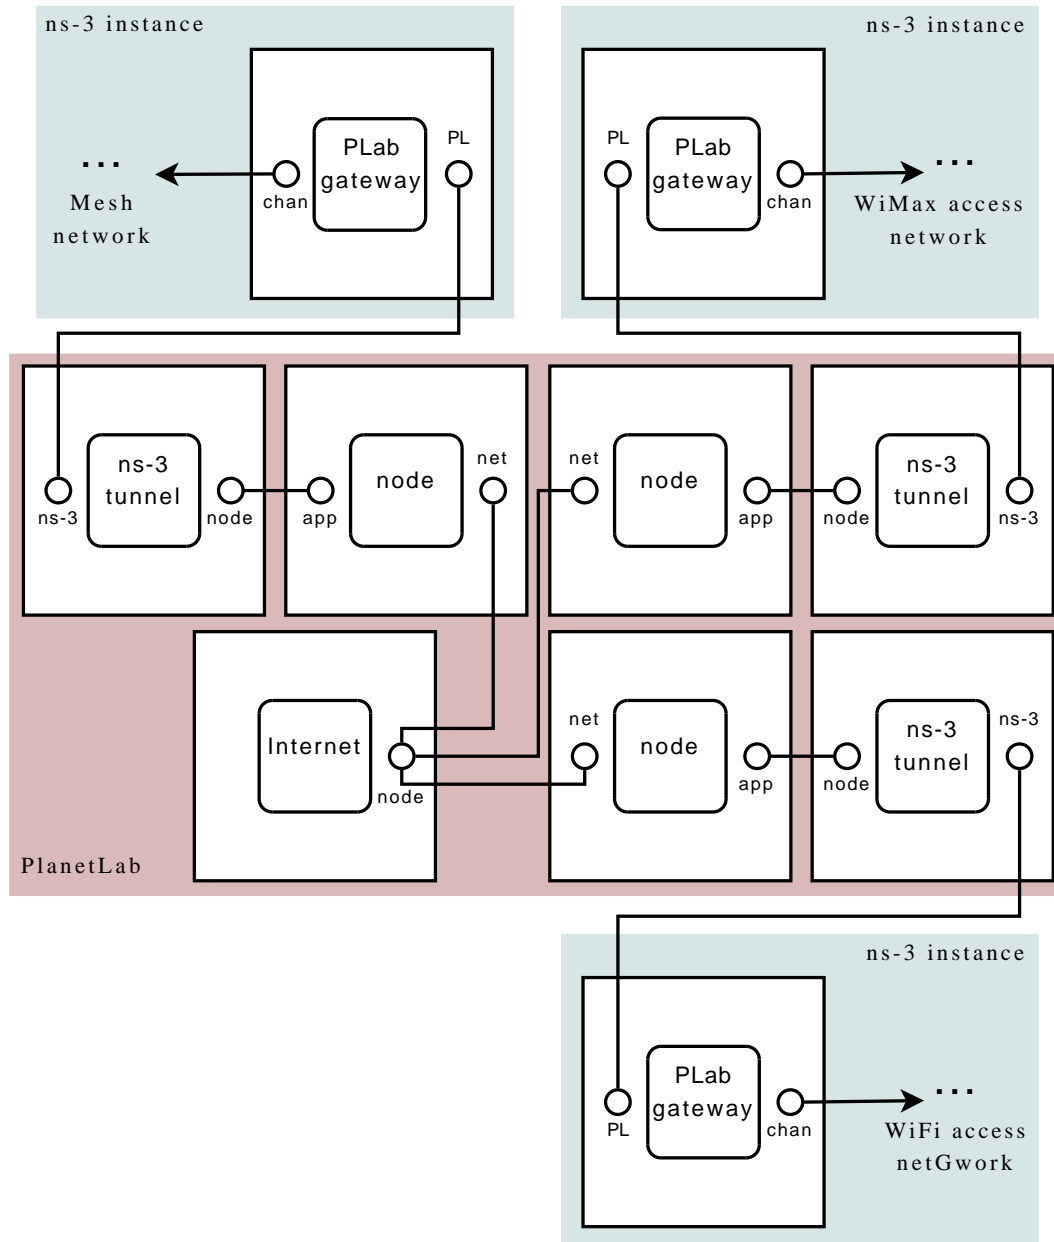 ns-3 instance
PLab
gateway
PL
chan
...
Mesh
network
ns-3 instance
PL
PLab
gateway
chan
...
WiMax access
network
ns-3
tunnel
ns-3
node
node
app
net
net
node
app
ns-3
tunnel
node
ns-3
Internet
node
net
node
app
ns-3
tunnel
node
ns-3
PlanetLab
ns-3 instance
PLab
gateway
PL
chan
...
WiFi access
netGwork